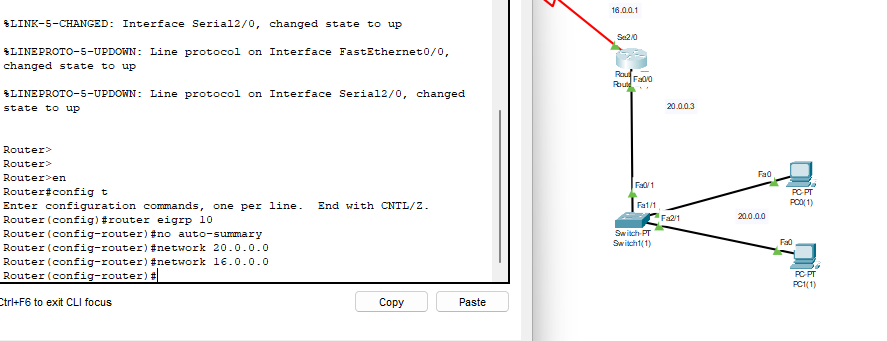 %LINK-5-CHANGED: Interface Serial2/0, changed state to up
%LINEPROTO-5-UPDOWN: Line protocol on Interface FastEthernet0/0,
changed state to up
%LINEPROTO-5-UPDOWN: Line protocol on Interface Serial2/0, changed
state to up
Router>
Router>
Router>en
Router#config t
Enter configuration commands, one per line.  End with CNTL/Z.
Router(config)#router eigrp 10
Router(config-router)#no auto-summary
Router(config-router)#network 20.0.0.0
Router(config-router)#network 16.0.0.0
Router(config-router)#
Ctrl+F6 to exit CLI focus
Copy
Paste
16.0.0.1
Se2/0
Fa0/0
20.0.0.3
Fa0/1
Fa1/1
Fa2/1
Switch-PT
Switch1(1)
Fa0
PC-PT
PC0(1)
20.0.0.0
Fa0
PC-PT
PC1(1)